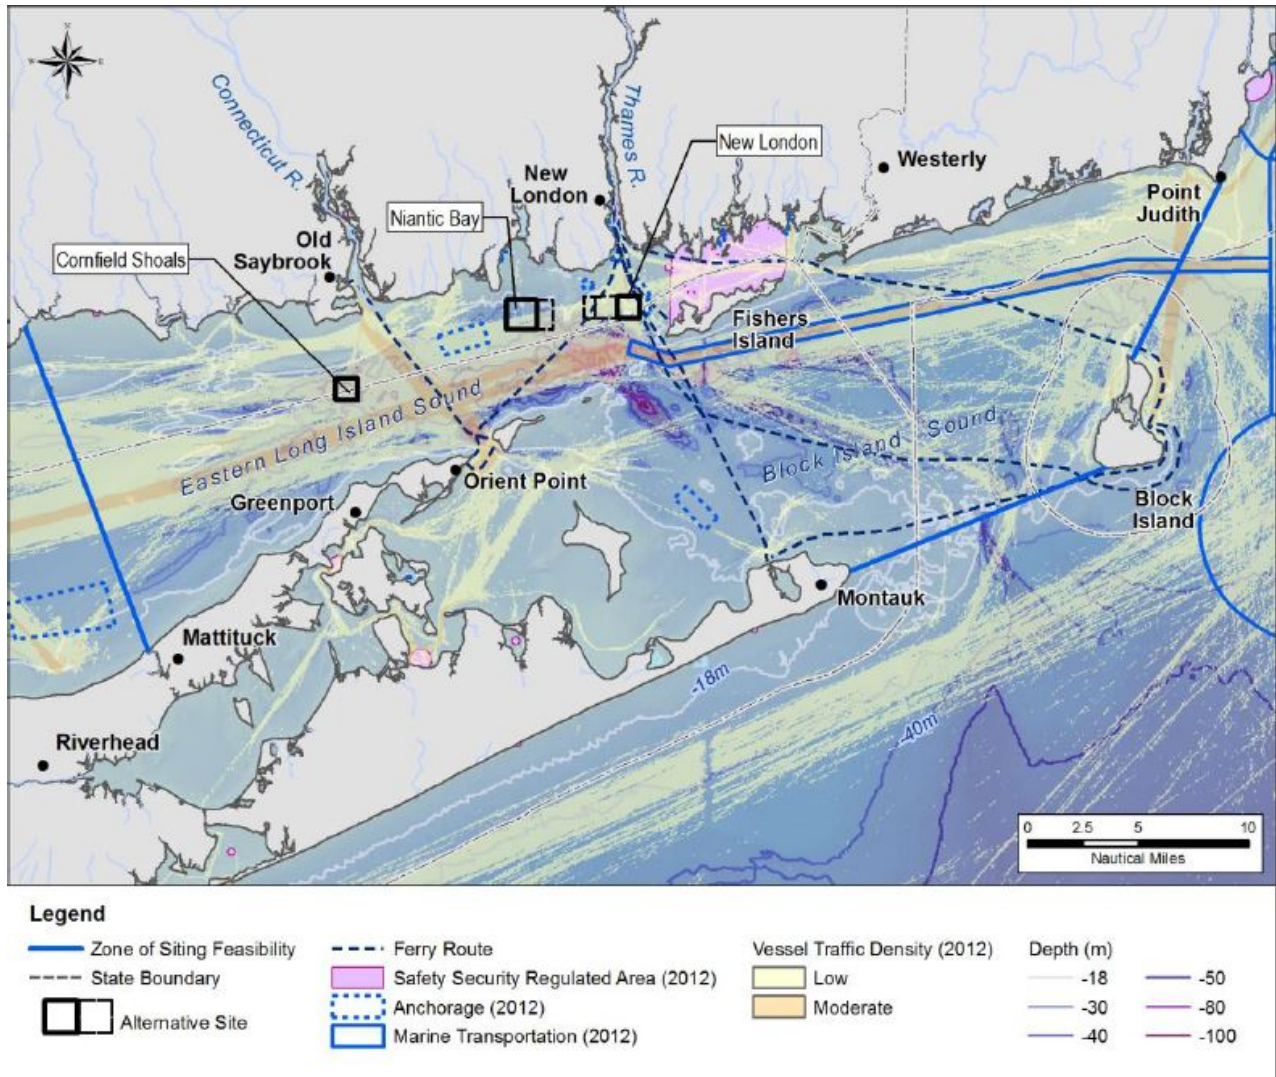 N
W
E
S
Connecticut R.
Thames R.
New London
Westerly
New
London
Niantic Bay
Point
Judith
Old
Saybrook
Cornfield Shoals
Fishers
Island
Eastern Long Island Sound
Block Island Sound
Orient Point
Greenport
Block
Island
Montauk
Mattituck
-18m
-40m
Riverhead
0 2.5 5 10
Nautical Miles
Legend
Zone of Siting Feasibility
State Boundary
Alternative Site
Ferry Route
Safety Security Regulated Area (2012)
Anchorage (2012)
Marine Transportation (2012)
Vessel Traffic Density (2012)
Low
Moderate
Depth (m)
-18
-30
-40
-50
-80
-100